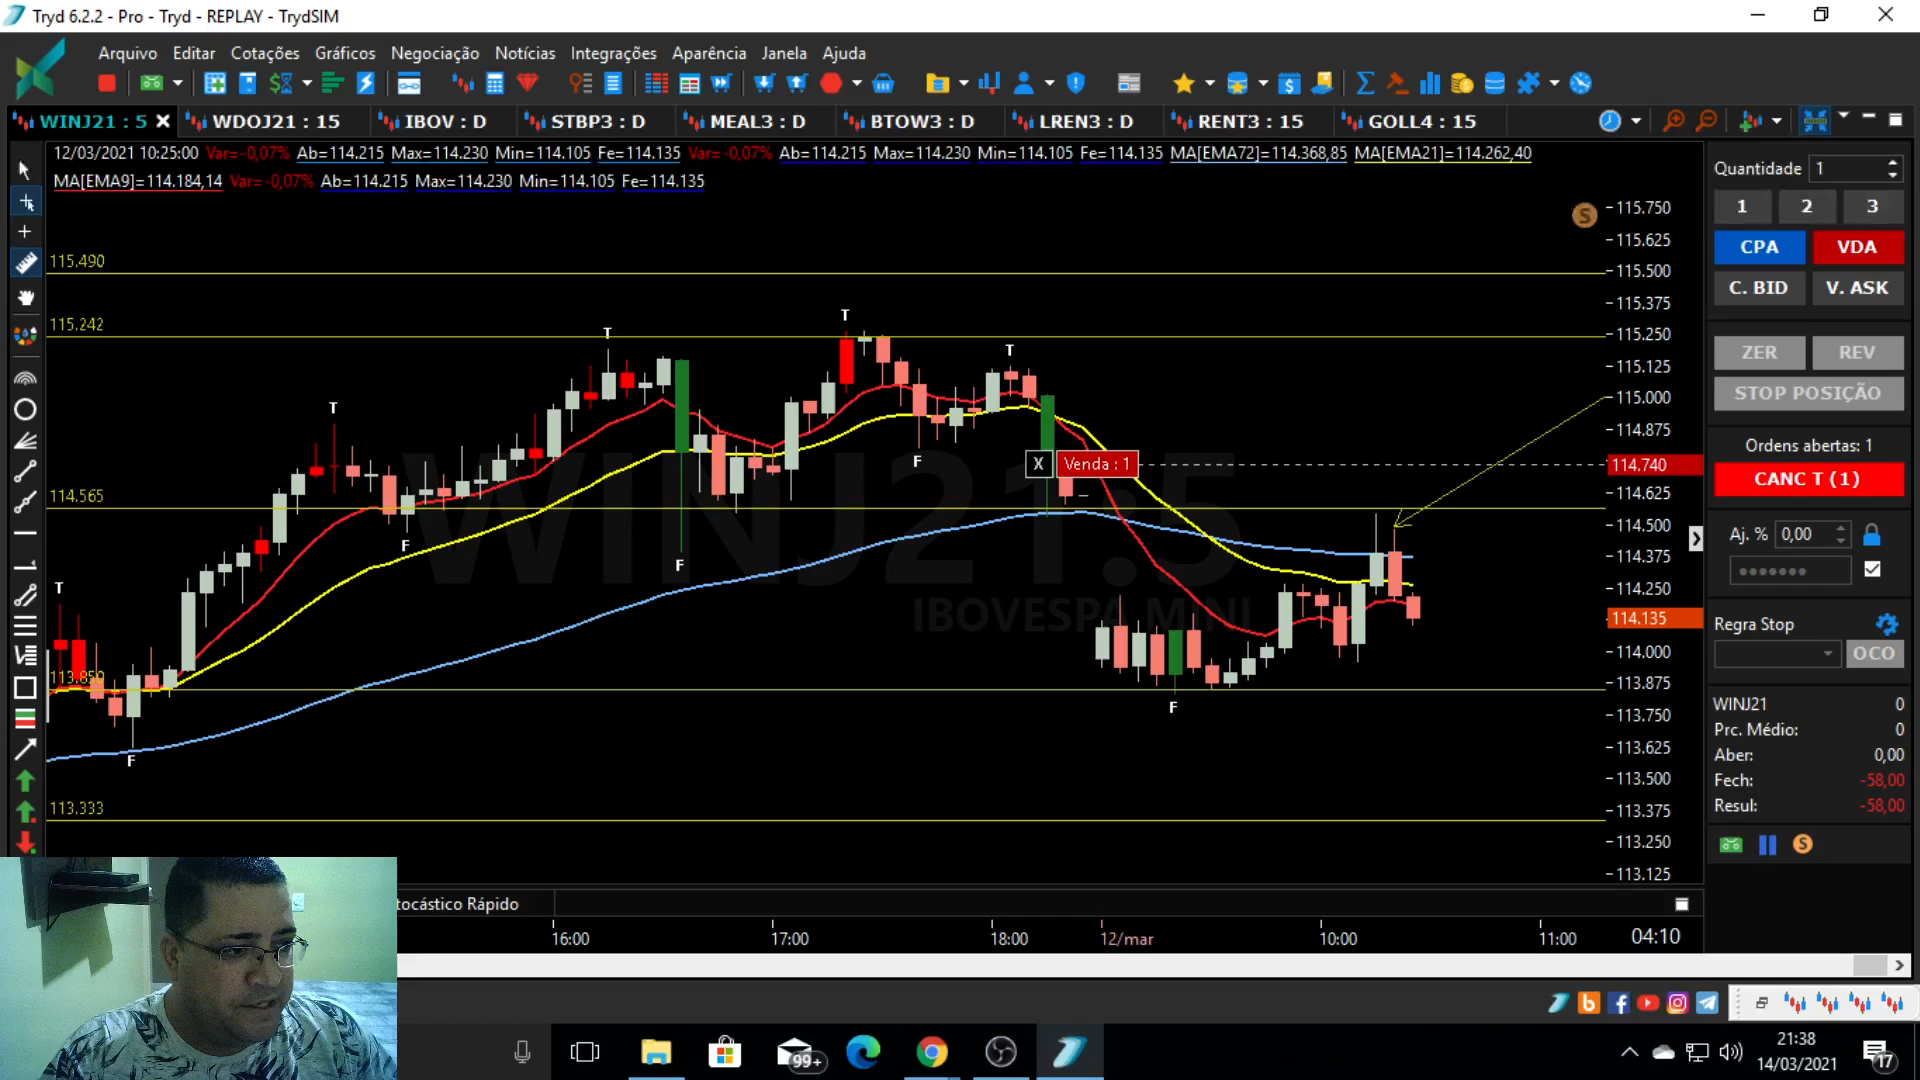 Tryd 6.2.2 - Pro - Tryd - REPLAY - TrydSIM
Arquivo Editar Cotações Gráficos Negociação Notícias Integrações Aparência Janela Ajuda
WINJ21 : 5 WDOJ21 : 15 IBOV : D STBP3 : D MEAL3 : D BTOW3 : D LREN3 : D RENT3 : 15 GOLL4 : 15
12/03/2021 10:25:00 Var=-0,07% Ab=114.215 Max=114.230 Min=114.105 Fe=114.135 Var=-0,07% Ab=114.215 Max=114.230 Min=114.105 Fe=114.135 MA[EMA72]=114.368,85 MA[EMA21]=114.262,40
MA[EMA9]=114.184,14 Var=-0,07% Ab=114.215 Max=114.230 Min=114.105 Fe=114.135
115.490
115.242
114.565
113.850
113.333
T
T
T
T
T
F
F
F
F
F
X Venda : 1
WINJ21:5
IBOVESPA MINI
S
115.750
115.625
115.500
115.375
115.250
115.125
115.000
114.875
114.740
114.625
114.500
114.375
114.250
114.135
114.000
113.875
113.750
113.625
113.500
113.375
113.250
113.125
Quantidade 1
1 2 3
CPA VDA
C. BID V. ASK
ZER REV
STOP POSIÇÃO
Ordens abertas: 1
CANC T (1)
Aj. % 0,00
Regra Stop
OCO
WINJ21 0
Prc. Médio: 0
Aber: 0,00
Fech: -58,00
Resul: -58,00
S
tocástico Rápido
16:00 17:00 18:00 12/mar 10:00 11:00 04:10
99+
21:38
14/03/2021
17